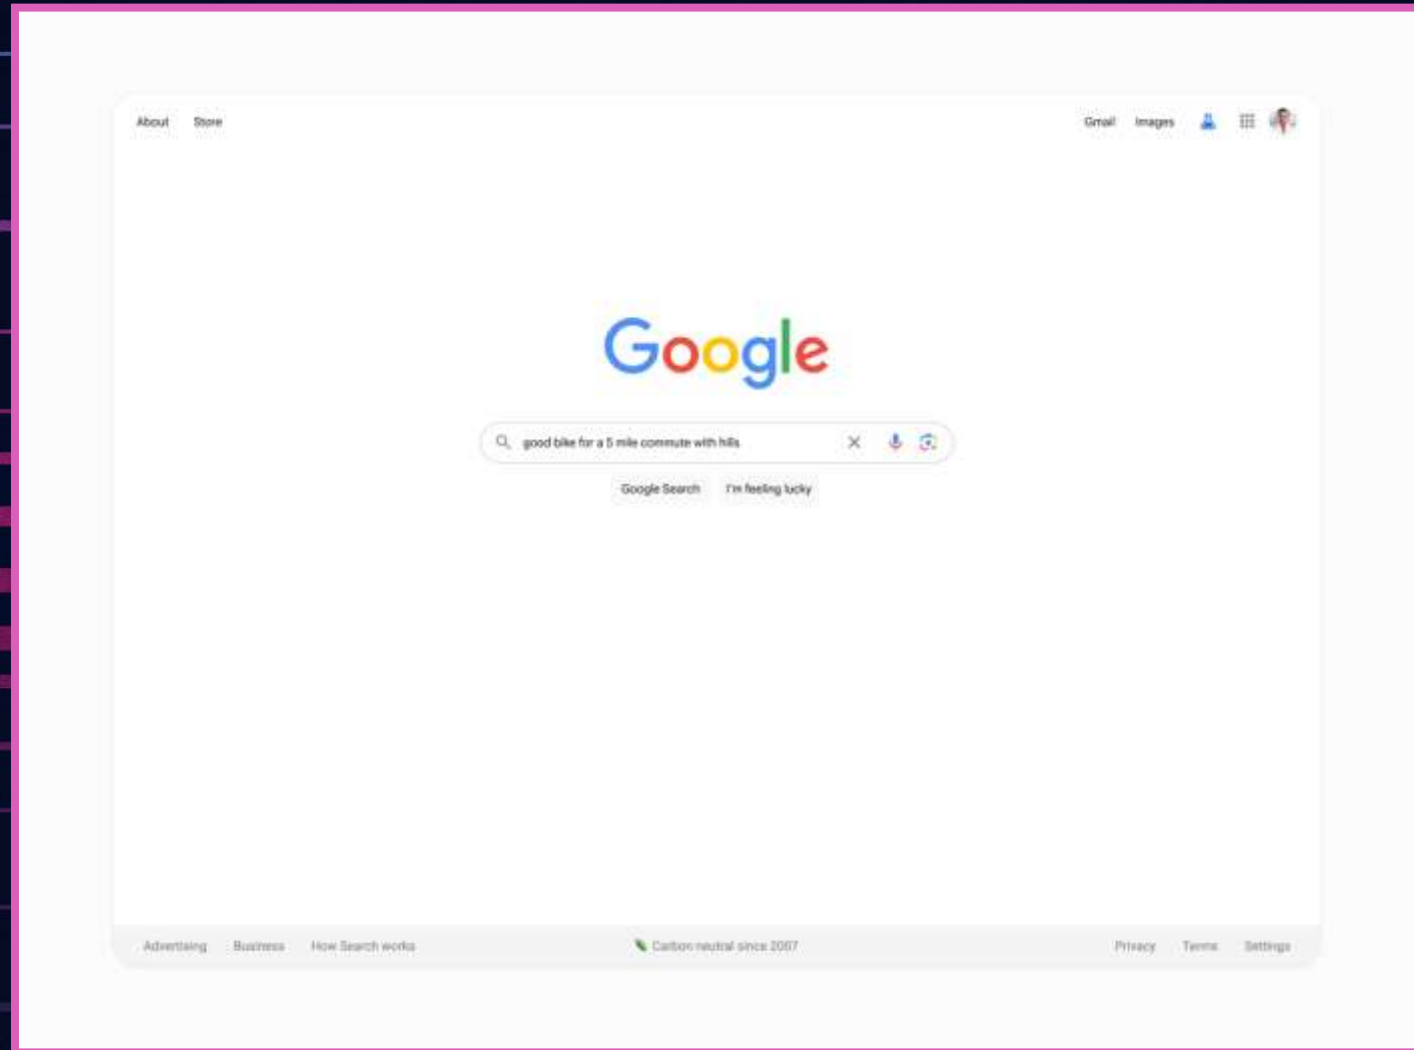 About Store
Gmail Images
Google
good bike for a 5 mile commute with hills
Google Search I'm feeling lucky
Advertising Business How Search works
Carbon neutral since 2007
Privacy Terms Settings